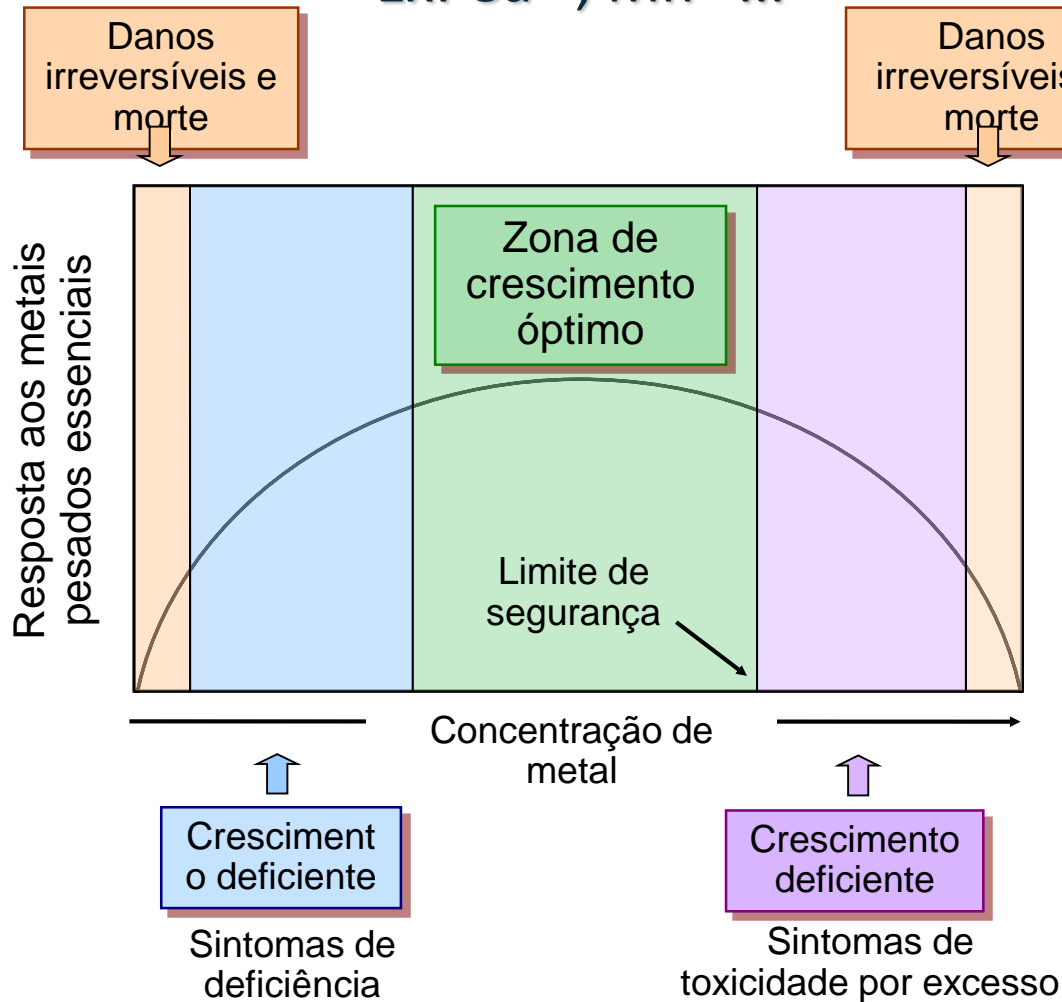 Danos
irreversíveis e
morte
Danos
irreversíveis
morte
Resposta aos metais
pesados essenciais
Zona de
crescimento
óptimo
Limite de
segurança
Concentração de
metal
Cresciment
o deficiente
Sintomas de
deficiência
Crescimento
deficiente
Sintomas de
toxicidade por excesso